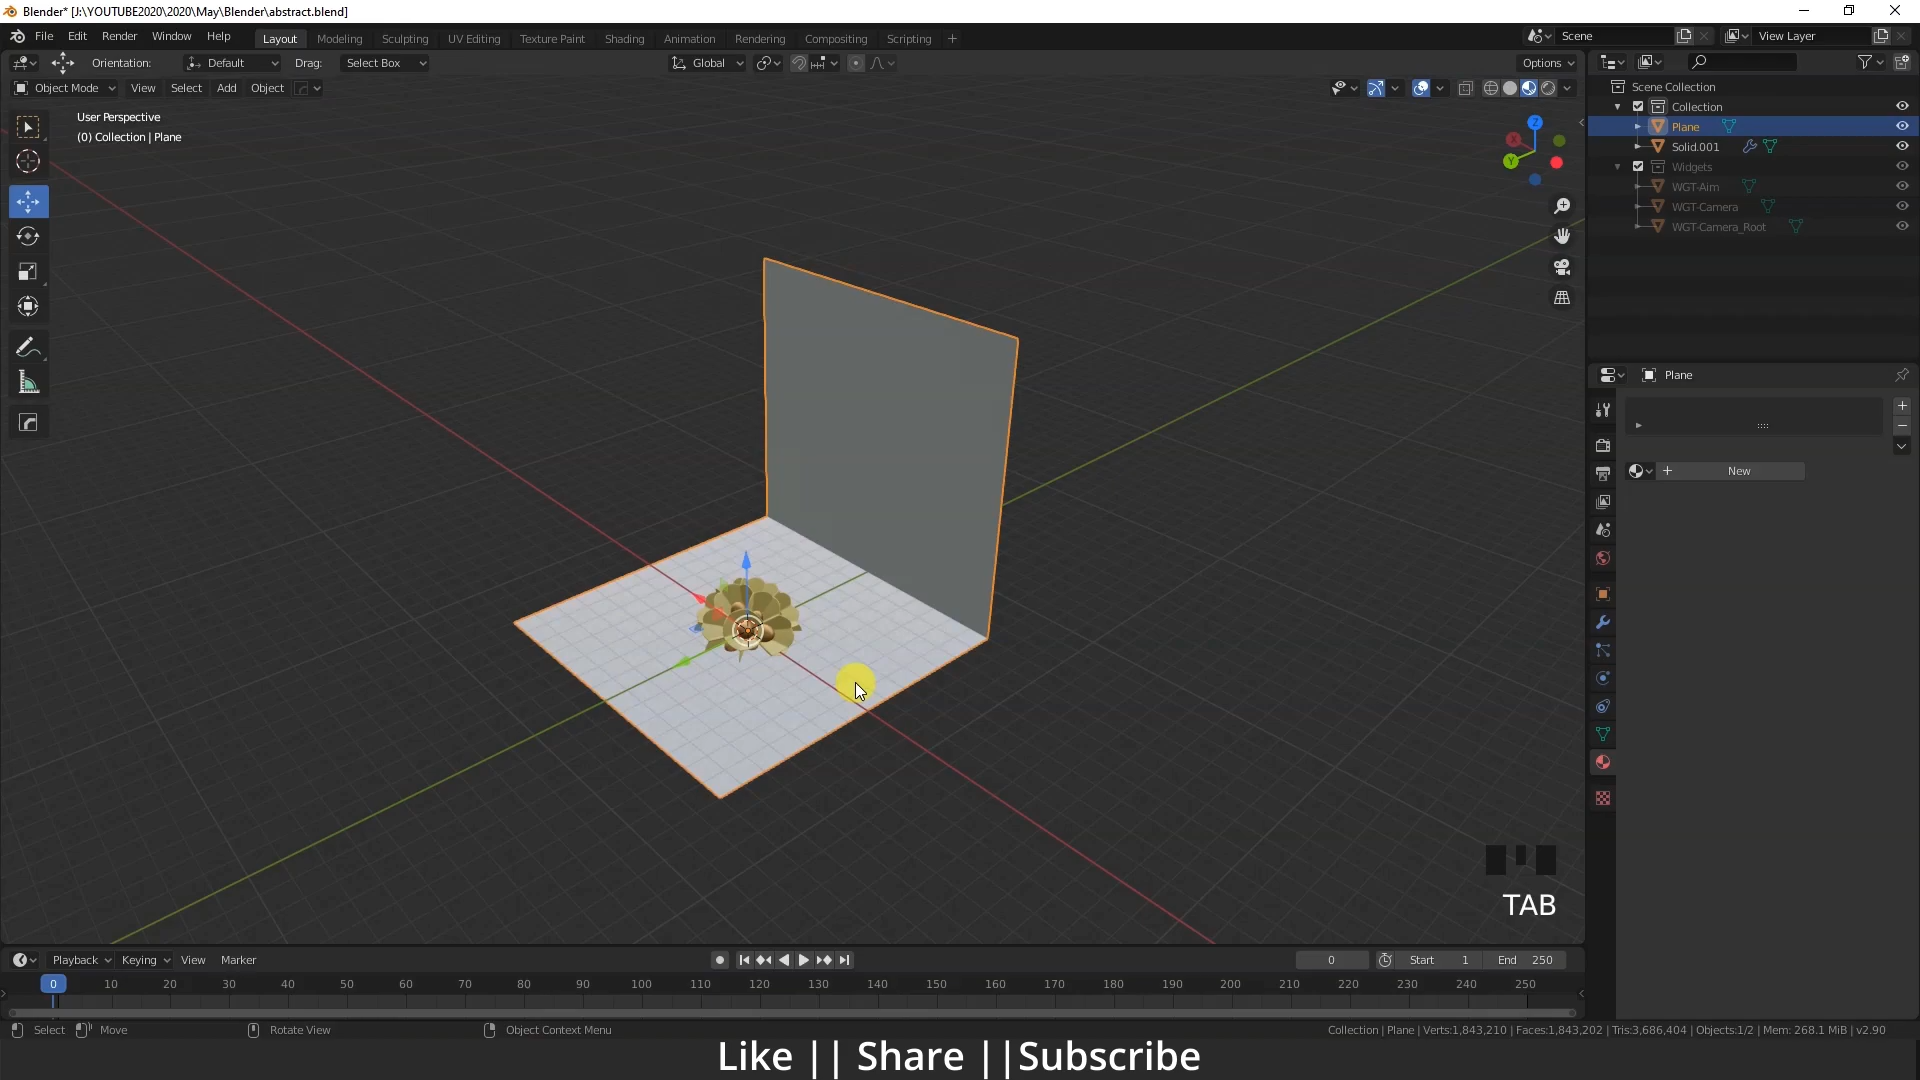 Blender* [J:\YOUTUBE2020\2020\May\Blender\abstract.blend]
File Edit Render Window Help Layout Modeling Sculpting UV Editing Texture Paint Shading Animation Rendering Compositing Scripting + Scene View Layer
Orientation: Default Drag: Select Box Global Options
Object Mode View Select Add Object
User Perspective
(0) Collection | Plane
Z
X
Y
Scene Collection
Collection
Plane
Solid.001
Widgets
WGT-Aim
WGT-Camera
WGT-Camera_Root
Plane
+ New
TAB
Playback Keying View Marker 0 Start 1 End 250
0 10 20 30 40 50 60 70 80 90 100 110 120 130 140 150 160 170 180 190 200 210 220 230 240 250
Select Move Rotate View Object Context Menu Collection | Plane | Verts:1,843,210 | Faces:1,843,202 | Tris:3,686,404 | Objects:1/2 | Mem: 268.1 MiB | v2.90
Like || Share ||Subscribe